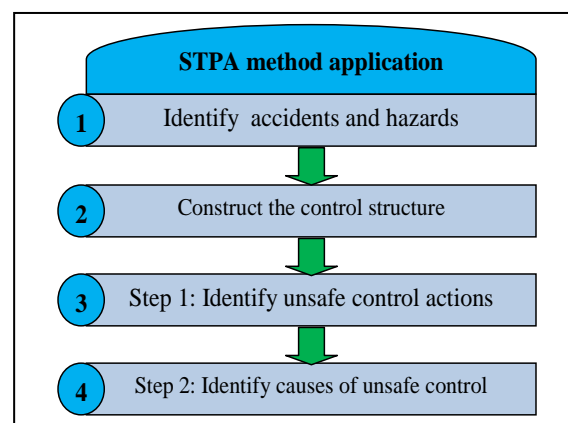 STPA method application
1 Identify accidents and hazards
2 Construct the control structure
3 Step 1: Identify unsafe control actions
4 Step 2: Identify causes of unsafe control